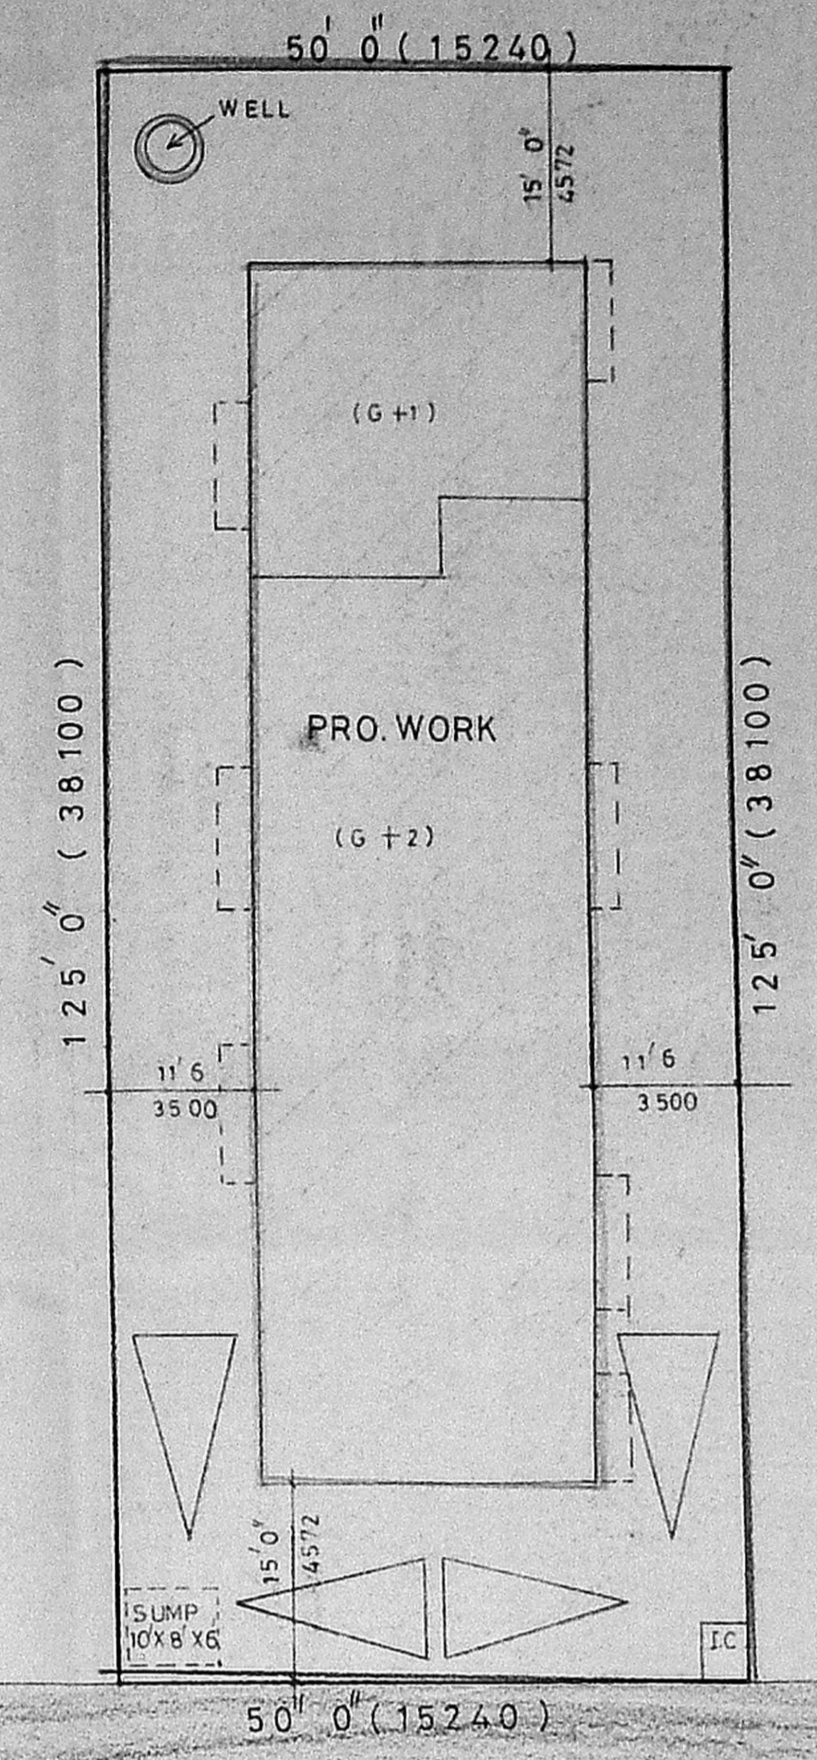 50' 0" (15240)
WELL
15' 0"
4572
(G +1)
125' 0" (38100)
PRO. WORK
125' 0" (38100)
(G +2)
11' 6
3500
11' 6
3500
15' 0"
4572
SUMP
10'X 8' X6
I.C
50" 0" (15240)